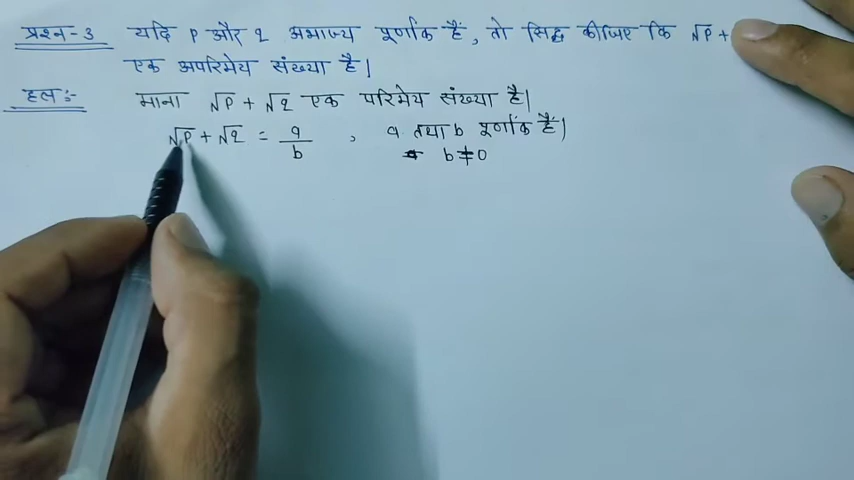 प्रश्न-3 यदि p और q अभाज्य पूर्णांक हैं, तो सिद्ध कीजिए कि √p +
एक अपरिमेय संख्या है।
हल:- माना √p + √q एक परिमेय संख्या है।
√p + √q = a/b , a तथा b पूर्णांक हैं।
b ≠ 0